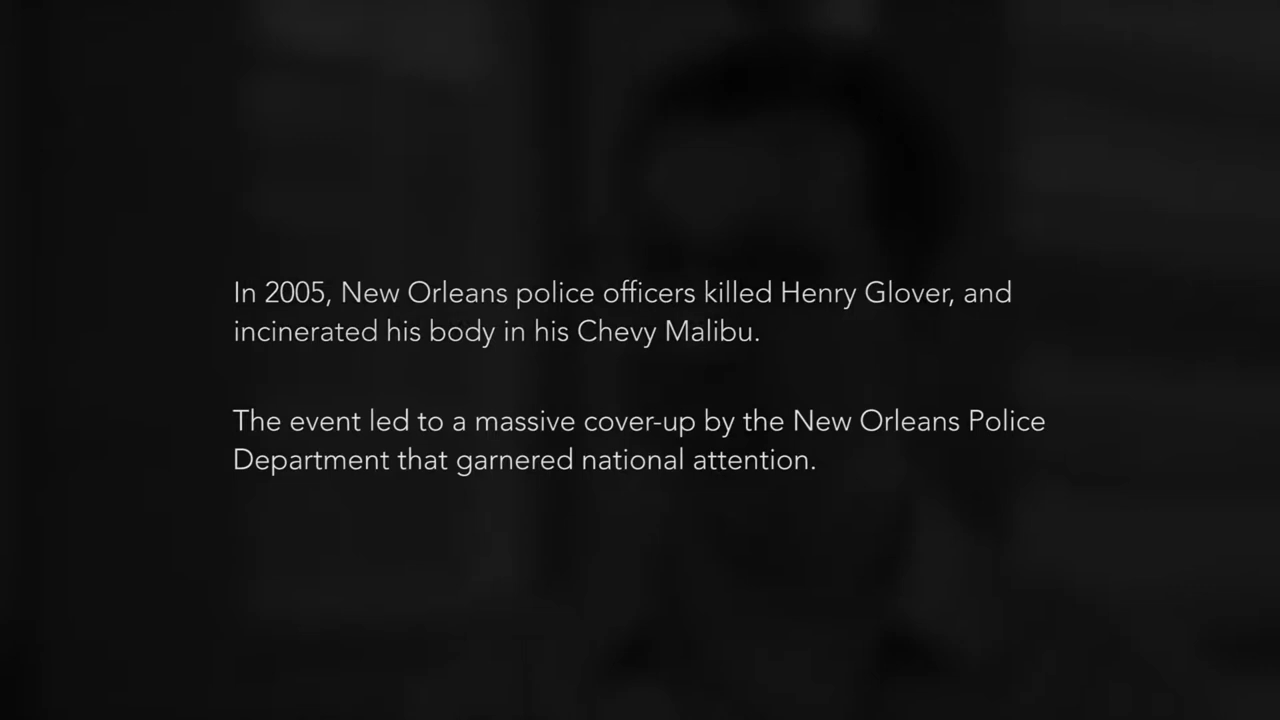 In 2005, New Orleans police officers killed Henry Glover, and
incinerated his body in his Chevy Malibu.
The event led to a massive cover-up by the New Orleans Police
Department that garnered national attention.